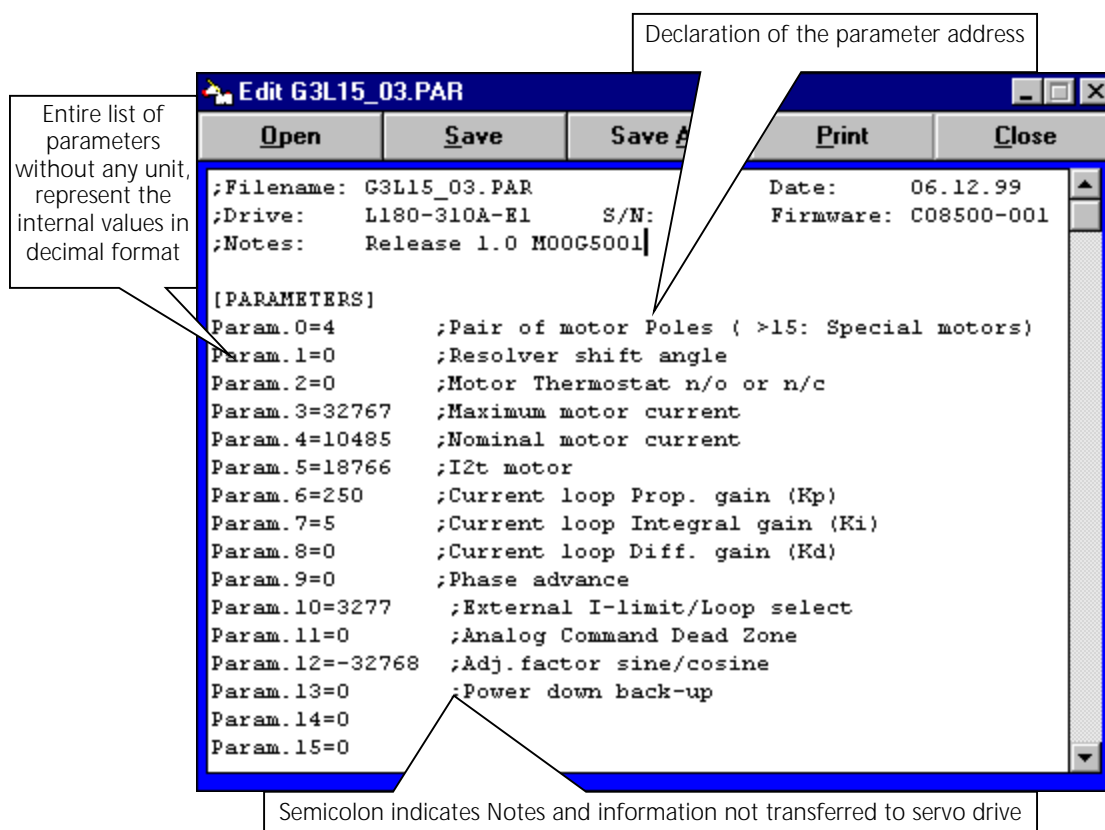 Declaration of the parameter address
Edit G3L15_03.PAR
Entire list of
parameters
without any unit,
represent the
internal values in
decimal format
Open Save Save A Print Close
;Filename: G3L15_03.PAR Date: 06.12.99
;Drive: L180-310A-E1 S/N: Firmware: C08500-001
;Notes: Release 1.0 M00G5001
[PARAMETERS]
Param.0=4 ;Pair of motor Poles ( >15: Special motors)
Param.1=0 ;Resolver shift angle
Param.2=0 ;Motor Thermostat n/o or n/c
Param.3=32767 ;Maximum motor current
Param.4=10485 ;Nominal motor current
Param.5=18766 ;I2t motor
Param.6=250 ;Current loop Prop. gain (Kp)
Param.7=5 ;Current loop Integral gain (Ki)
Param.8=0 ;Current loop Diff. gain (Kd)
Param.9=0 ;Phase advance
Param.10=3277 ;External I-limit/Loop select
Param.11=0 ;Analog Command Dead Zone
Param.12=-32768 ;Adj.factor sine/cosine
Param.13=0 ;Power down back-up
Param.14=0
Param.15=0
Semicolon indicates Notes and information not transferred to servo drive